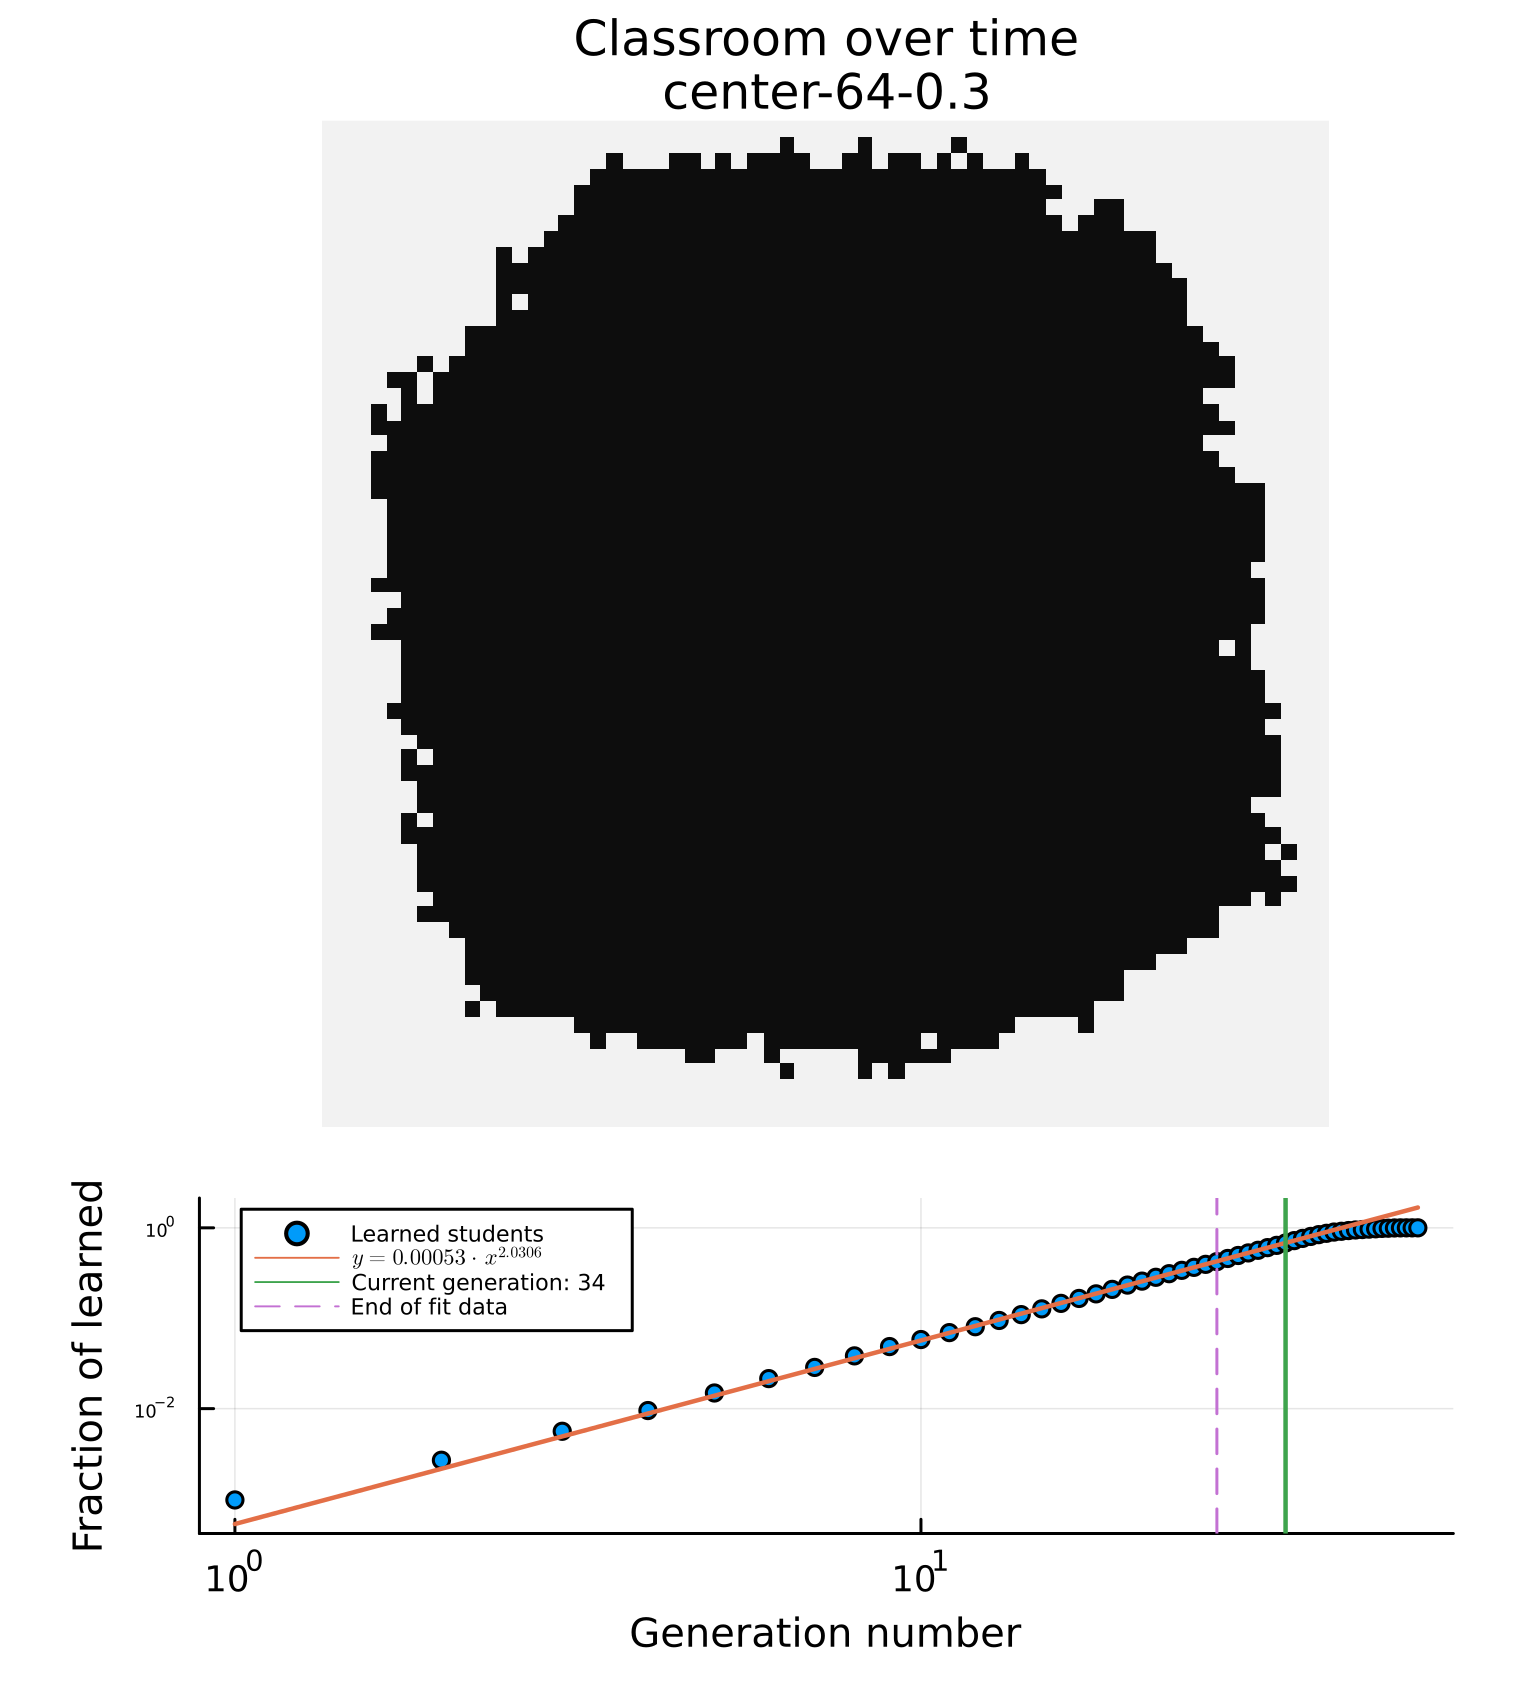 Classroom over time
center-64-0.3
Fraction of learned
10^0
10^-2
Learned students
y = 0.00053 · x^2.0306
Current generation: 34
End of fit data
10^0
10^1
Generation number